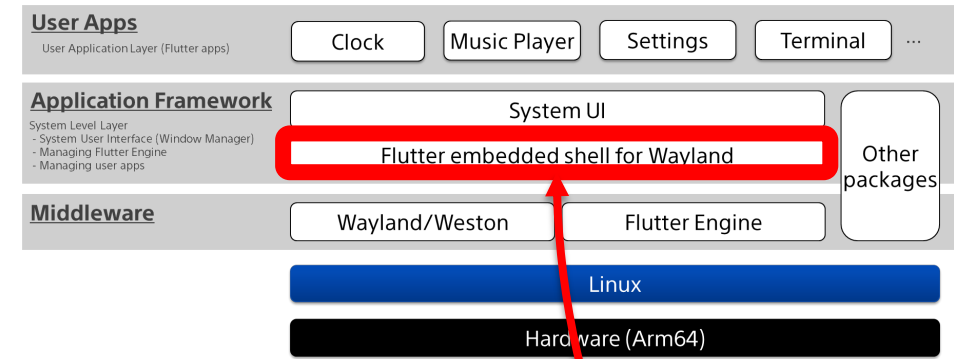 User Apps
User Application Layer (Flutter apps)
Clock
Music Player
Settings
Terminal
...
Application Framework
System Level Layer
- System User Interface (Window Manager)
- Managing Flutter Engine
- Managing user apps
System UI
Flutter embedded shell for Wayland
Other
packages
Middleware
Wayland/Weston
Flutter Engine
Linux
Hardware (Arm64)